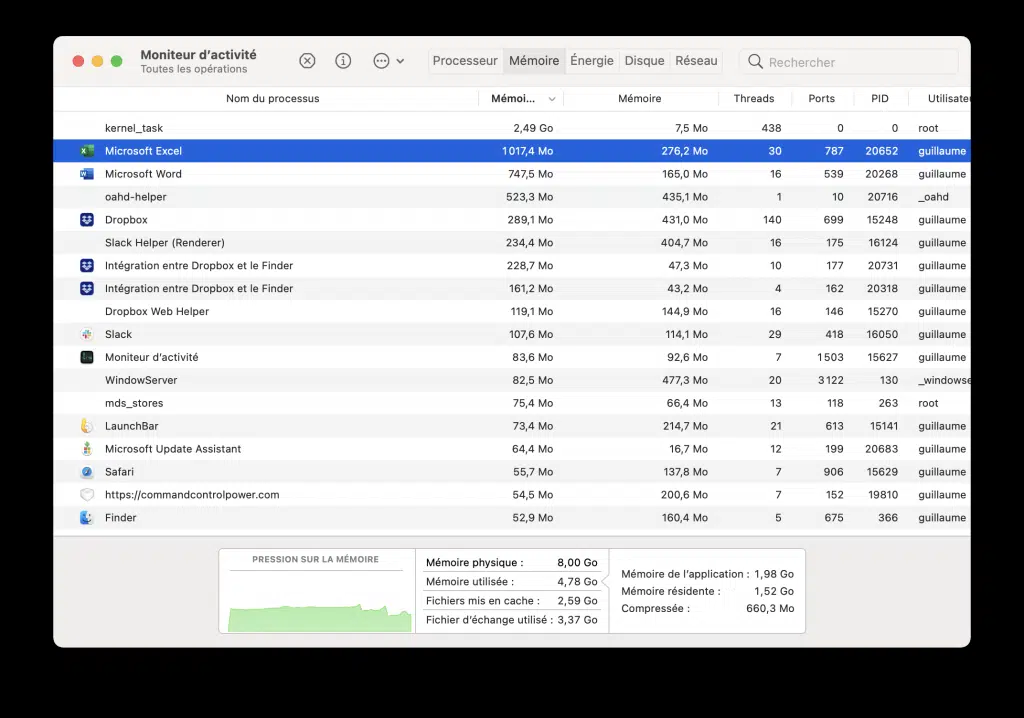 Moniteur d'activité
Toutes les opérations
Processeur Mémoire Énergie Disque Réseau Rechercher
Nom du processus Mémoi... Mémoire Threads Ports PID Utilisateu
kernel_task 2,49 Go 7,5 Mo 438 0 0 root
Microsoft Excel 1 017,4 Mo 276,2 Mo 30 787 20652 guillaume
Microsoft Word 747,5 Mo 165,0 Mo 16 539 20268 guillaume
oahd-helper 523,3 Mo 435,1 Mo 1 10 20716 _oahd
Dropbox 289,1 Mo 431,0 Mo 140 699 15248 guillaume
Slack Helper (Renderer) 234,4 Mo 404,7 Mo 16 175 16124 guillaume
Intégration entre Dropbox et le Finder 228,7 Mo 47,3 Mo 10 177 20731 guillaume
Intégration entre Dropbox et le Finder 161,2 Mo 43,2 Mo 4 162 20318 guillaume
Dropbox Web Helper 119,1 Mo 144,9 Mo 16 146 15270 guillaume
Slack 107,6 Mo 114,1 Mo 29 418 16050 guillaume
Moniteur d'activité 83,6 Mo 92,6 Mo 7 1 503 15627 guillaume
WindowServer 82,5 Mo 477,3 Mo 20 3 122 130 _windowse
mds_stores 75,4 Mo 66,4 Mo 13 118 263 root
LaunchBar 73,4 Mo 214,7 Mo 21 613 15141 guillaume
Microsoft Update Assistant 64,4 Mo 16,7 Mo 12 199 20683 guillaume
Safari 55,7 Mo 137,8 Mo 7 906 15629 guillaume
https://commandcontrolpower.com 54,5 Mo 200,6 Mo 7 152 19810 guillaume
Finder 52,9 Mo 160,4 Mo 5 675 366 guillaume
PRESSION SUR LA MÉMOIRE
Mémoire physique : 8,00 Go
Mémoire utilisée : 4,78 Go
Fichiers mis en cache : 2,59 Go
Fichier d'échange utilisé : 3,37 Go
Mémoire de l'application : 1,98 Go
Mémoire résidente : 1,52 Go
Compressée : 660,3 Mo